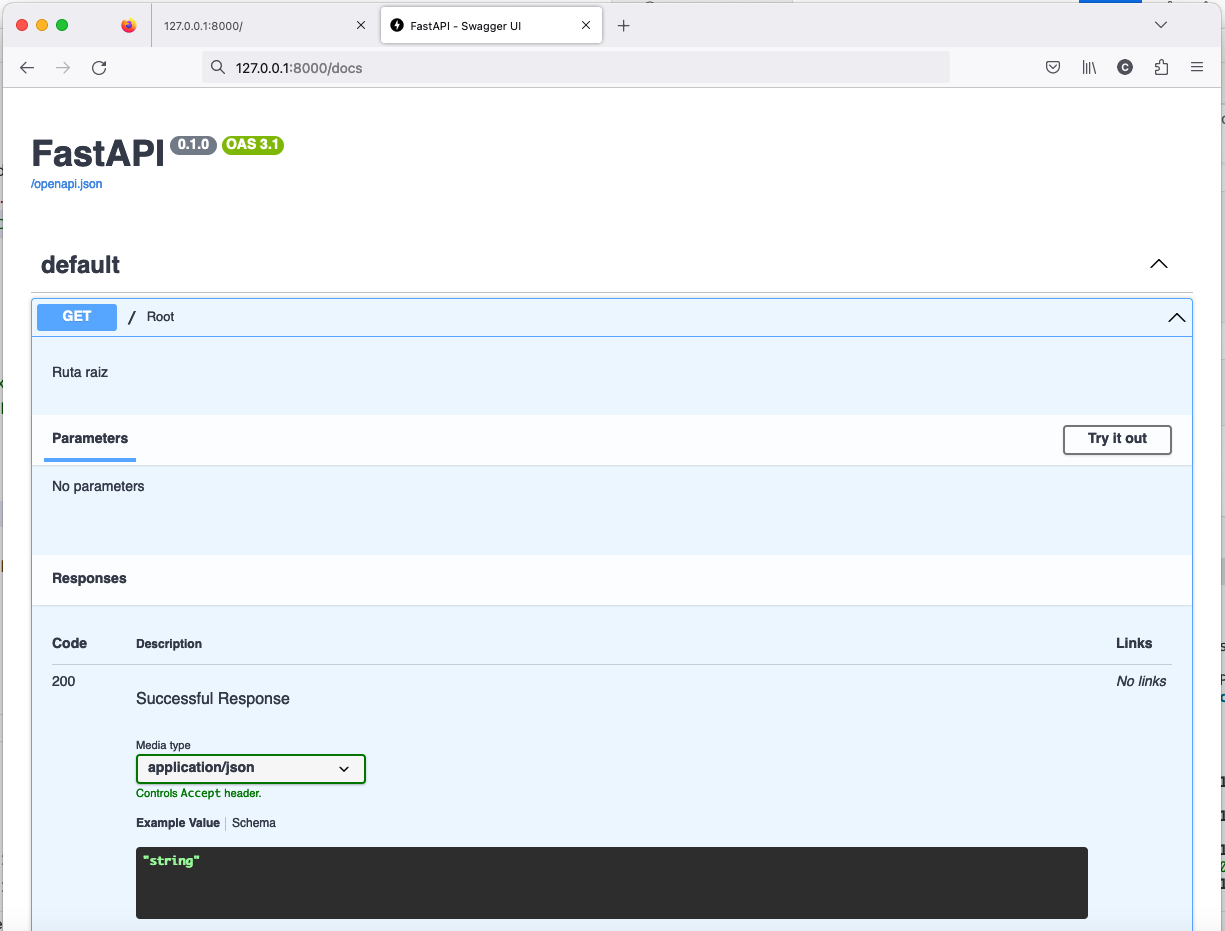 127.0.0.1:8000/
FastAPI - Swagger UI
127.0.0.1:8000/docs
C
FastAPI 0.1.0 OAS 3.1
/openapi.json
default
GET / Root
Ruta raiz
Parameters
Try it out
No parameters
Responses
Code Description Links
200 Successful Response No links
Media type
application/json
Controls Accept header.
Example Value Schema
"string"